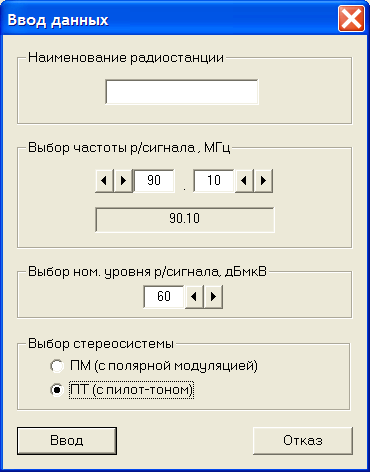 Ввод данных
Наименование радиостанции
Выбор частоты р/сигнала, МГц
90 . 10
90.10
Выбор ном. уровня р/сигнала, дБмкВ
60
Выбор стереосистемы
ПМ (с полярной модуляцией)
ПТ (с пилот-тоном)
Ввод Отказ